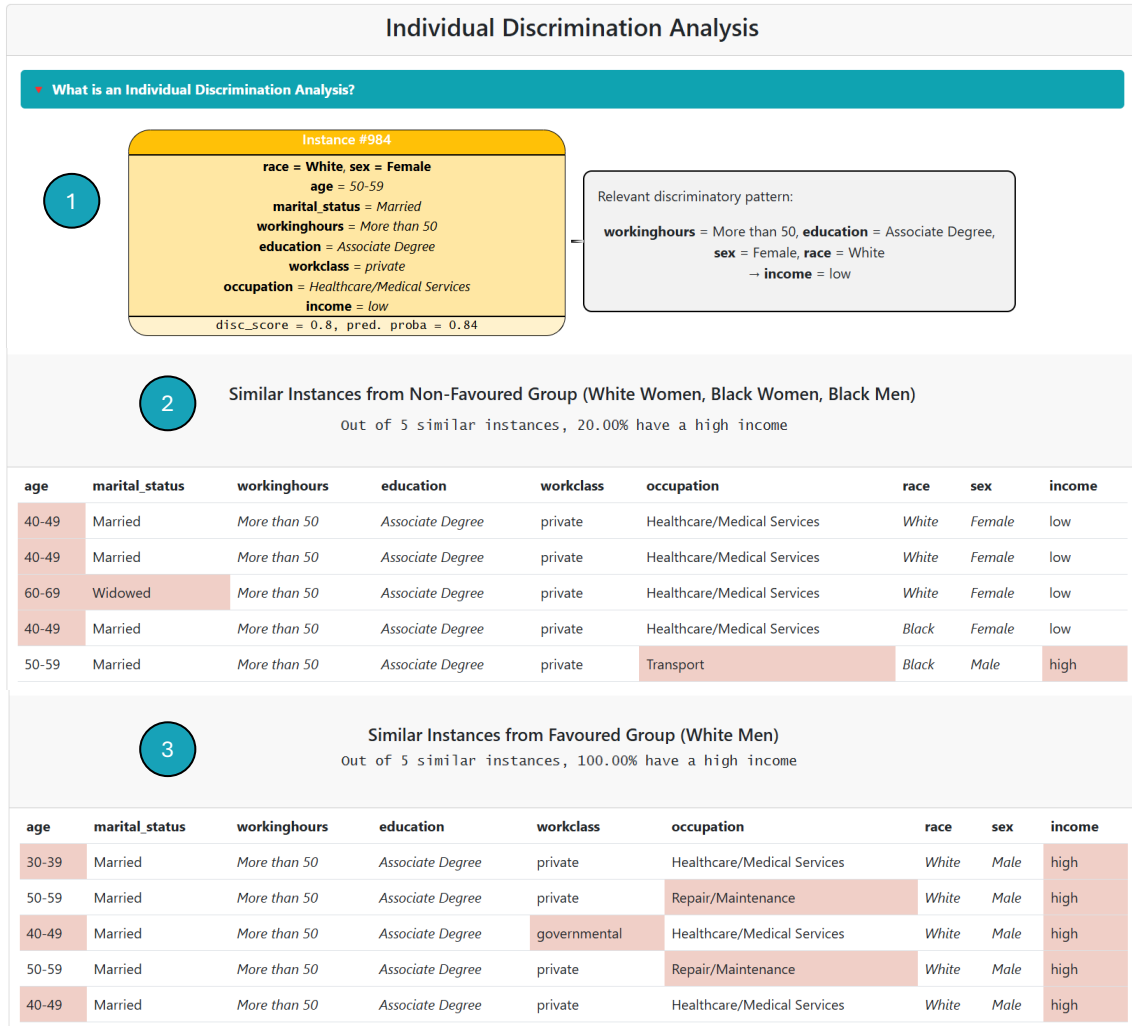 Individual Discrimination Analysis
▼ What is an Individual Discrimination Analysis?
1
Instance #984
race = White, sex = Female
age = 50-59
marital_status = Married
workinghours = More than 50
education = Associate Degree
workclass = private
occupation = Healthcare/Medical Services
income = low
disc_score = 0.8, pred. proba = 0.84
Relevant discriminatory pattern:
workinghours = More than 50, education = Associate Degree,
sex = Female, race = White
→ income = low
2
Similar Instances from Non-Favoured Group (White Women, Black Women, Black Men)
Out of 5 similar instances, 20.00% have a high income
age marital_status workinghours education workclass occupation race sex income
40-49 Married More than 50 Associate Degree private Healthcare/Medical Services White Female low
40-49 Married More than 50 Associate Degree private Healthcare/Medical Services White Female low
60-69 Widowed More than 50 Associate Degree private Healthcare/Medical Services White Female low
40-49 Married More than 50 Associate Degree private Healthcare/Medical Services Black Female low
50-59 Married More than 50 Associate Degree private Transport Black Male high
3
Similar Instances from Favoured Group (White Men)
Out of 5 similar instances, 100.00% have a high income
age marital_status workinghours education workclass occupation race sex income
30-39 Married More than 50 Associate Degree private Healthcare/Medical Services White Male high
50-59 Married More than 50 Associate Degree private Repair/Maintenance White Male high
40-49 Married More than 50 Associate Degree governmental Healthcare/Medical Services White Male high
50-59 Married More than 50 Associate Degree private Repair/Maintenance White Male high
40-49 Married More than 50 Associate Degree private Healthcare/Medical Services White Male high